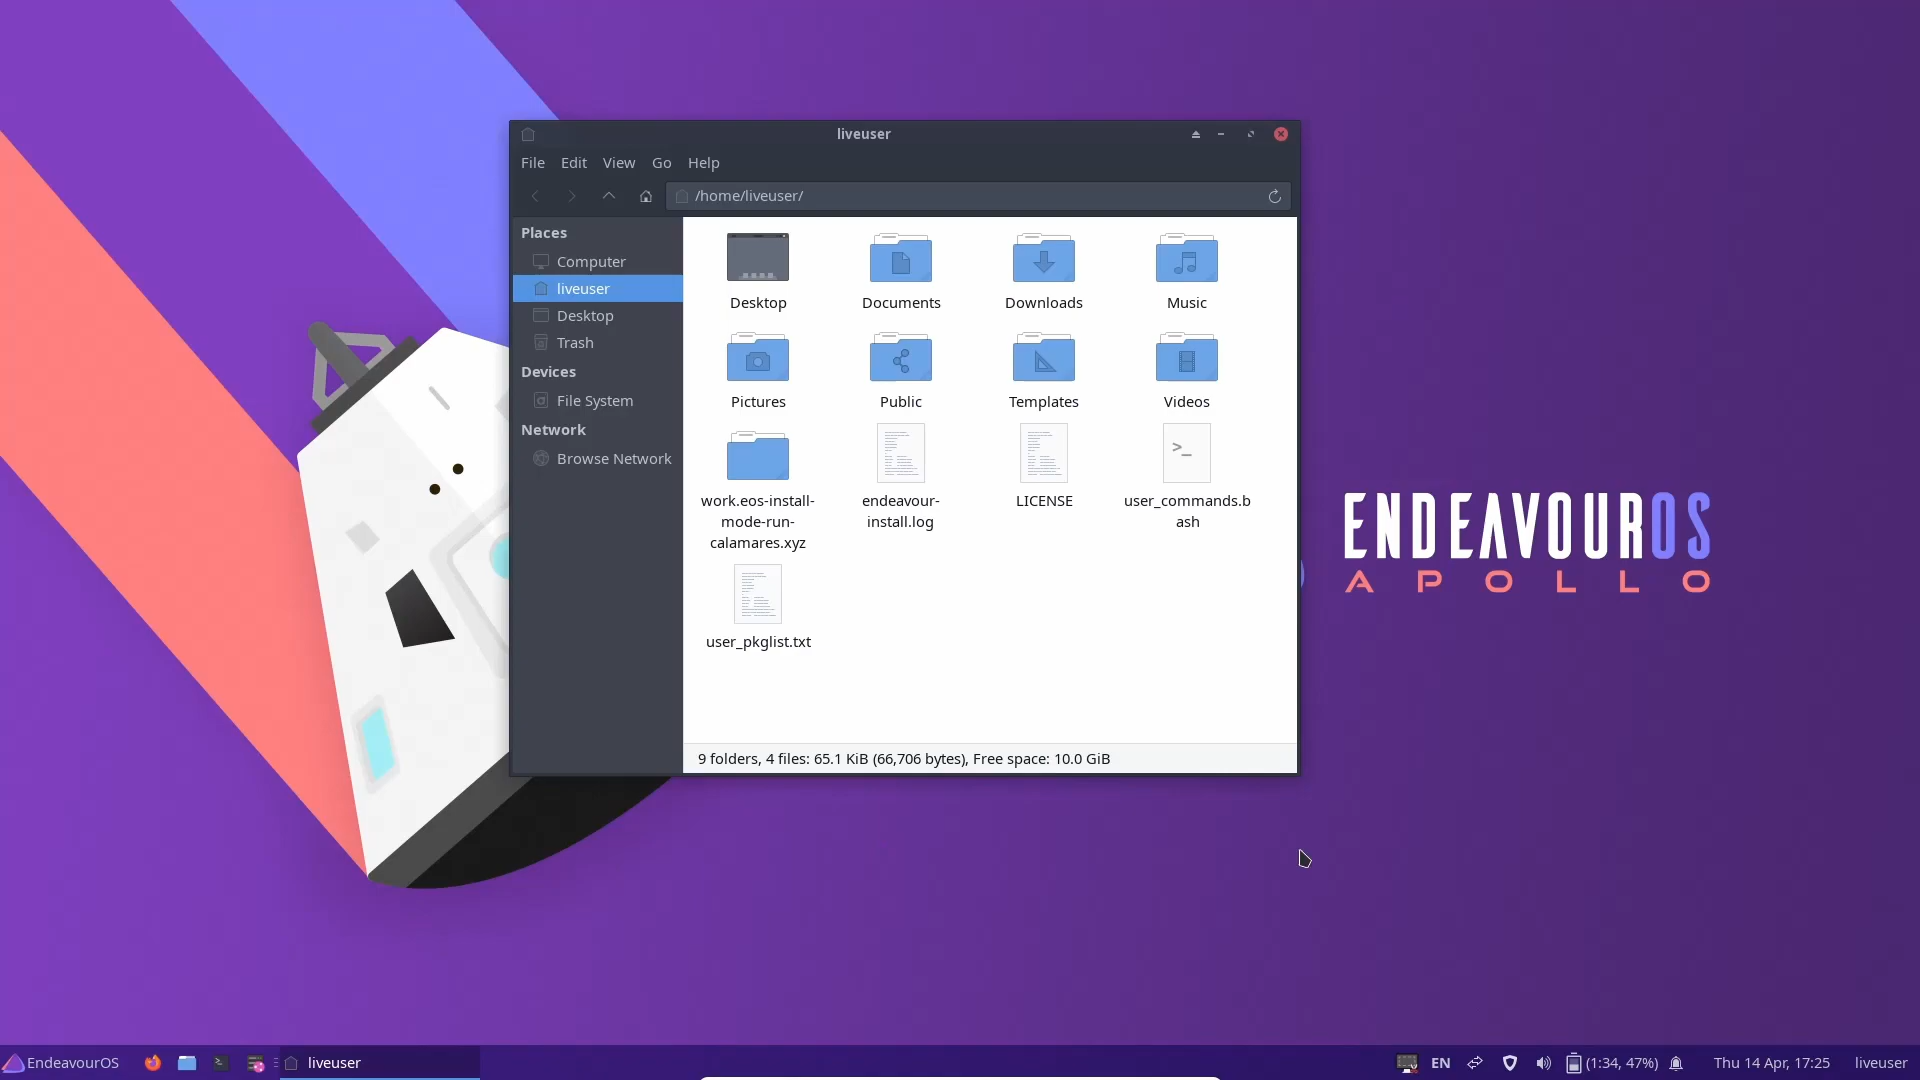 liveuser
File Edit View Go Help
/home/liveuser/
Places
Computer
liveuser
Desktop
Trash
Devices
File System
Network
Browse Network
Desktop
Documents
Downloads
Music
Pictures
Public
Templates
Videos
work.eos-install-
mode-run-
calamares.xyz
endeavour-
install.log
LICENSE
>_
user_commands.b
ash
user_pkglist.txt
9 folders, 4 files: 65.1 KiB (66,706 bytes), Free space: 10.0 GiB
ENDEAVOUROS
APOLLO
EndeavourOS
liveuser
EN
(1:34, 47%)
Thu 14 Apr, 17:25
liveuser